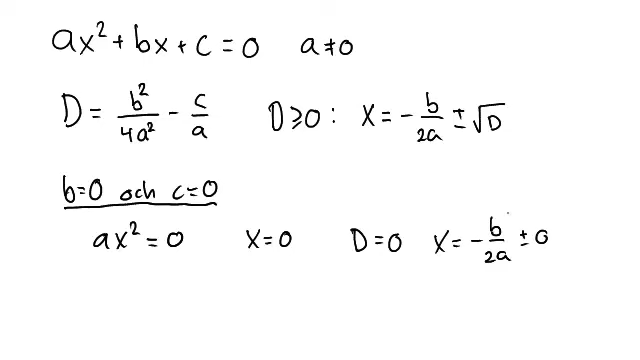 ax² + bx + c = 0   a ≠ 0
D = b²/4a² - c/a   D ≥ 0 : x = - b/2a ± √D
b=0 och c=0
ax² = 0   x = 0   D = 0   x = - b/2a ± 0